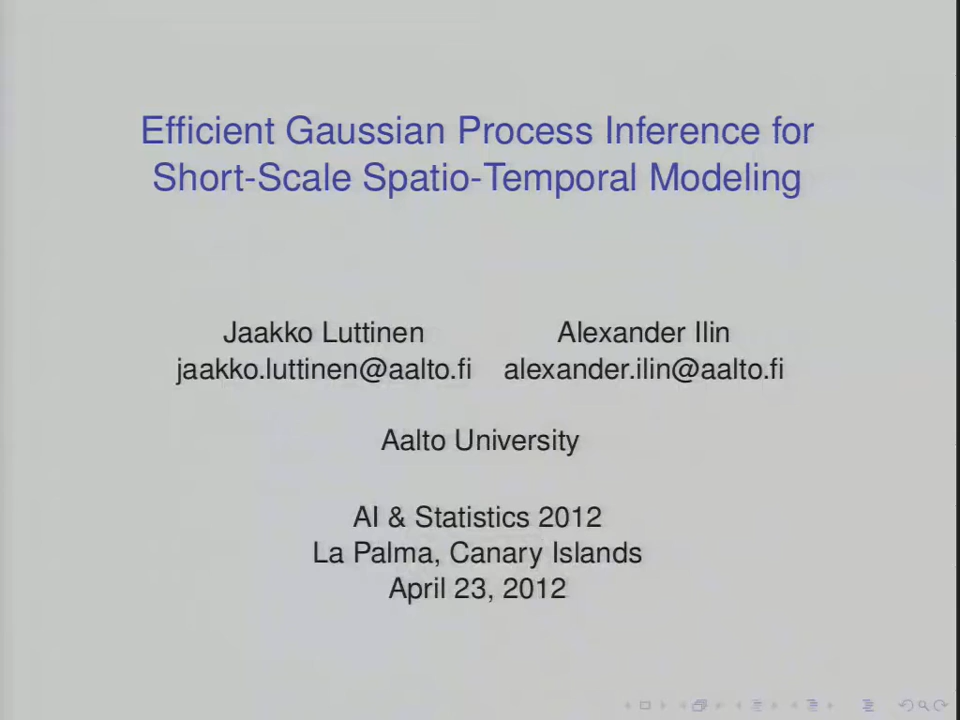 Efficient Gaussian Process Inference for
Short-Scale Spatio-Temporal Modeling
Jaakko Luttinen Alexander Ilin
jaakko.luttinen@aalto.fi alexander.ilin@aalto.fi
Aalto University
AI & Statistics 2012
La Palma, Canary Islands
April 23, 2012